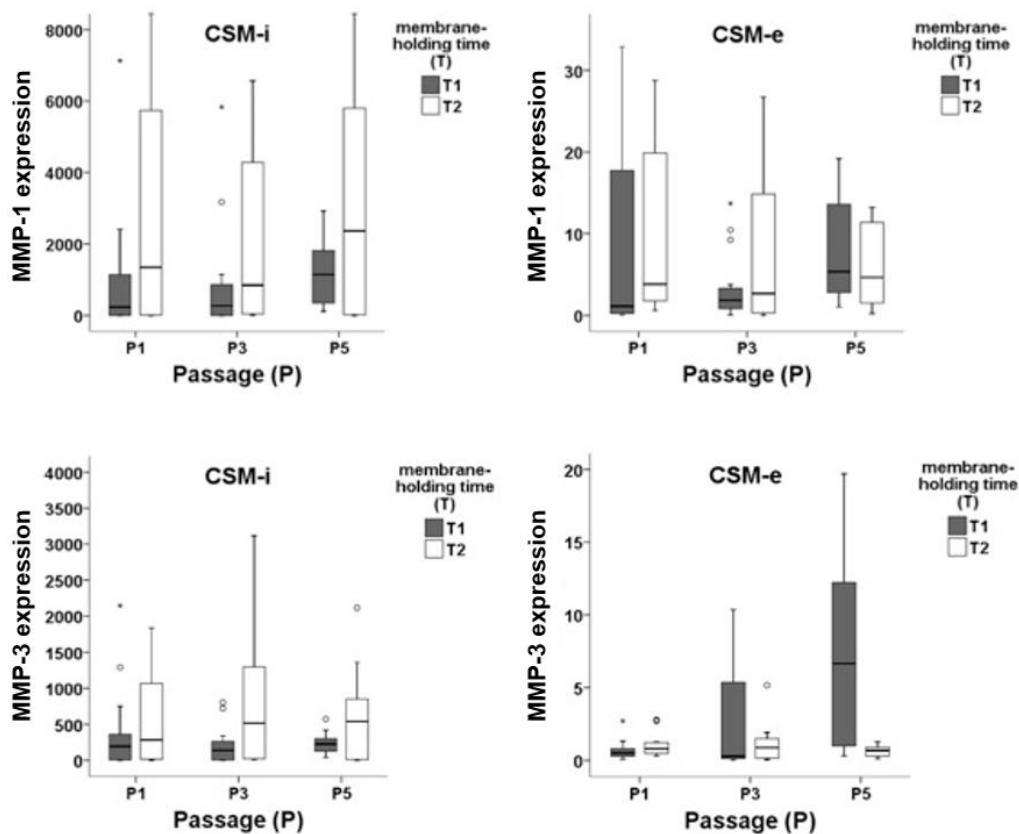 CSM-i
membrane-
holding time
(T)
T1
T2
MMP-1 expression
8000
6000
4000
2000
0
P1 P3 P5
Passage (P)
CSM-e
membrane-
holding time
(T)
T1
T2
MMP-1 expression
30
20
10
0
P1 P3 P5
Passage (P)
CSM-i
membrane-
holding time
(T)
T1
T2
MMP-3 expression
4000
3500
3000
2500
2000
1500
1000
500
0
P1 P3 P5
Passage (P)
CSM-e
membrane-
holding time
(T)
T1
T2
MMP-3 expression
20
15
10
5
0
P1 P3 P5
Passage (P)